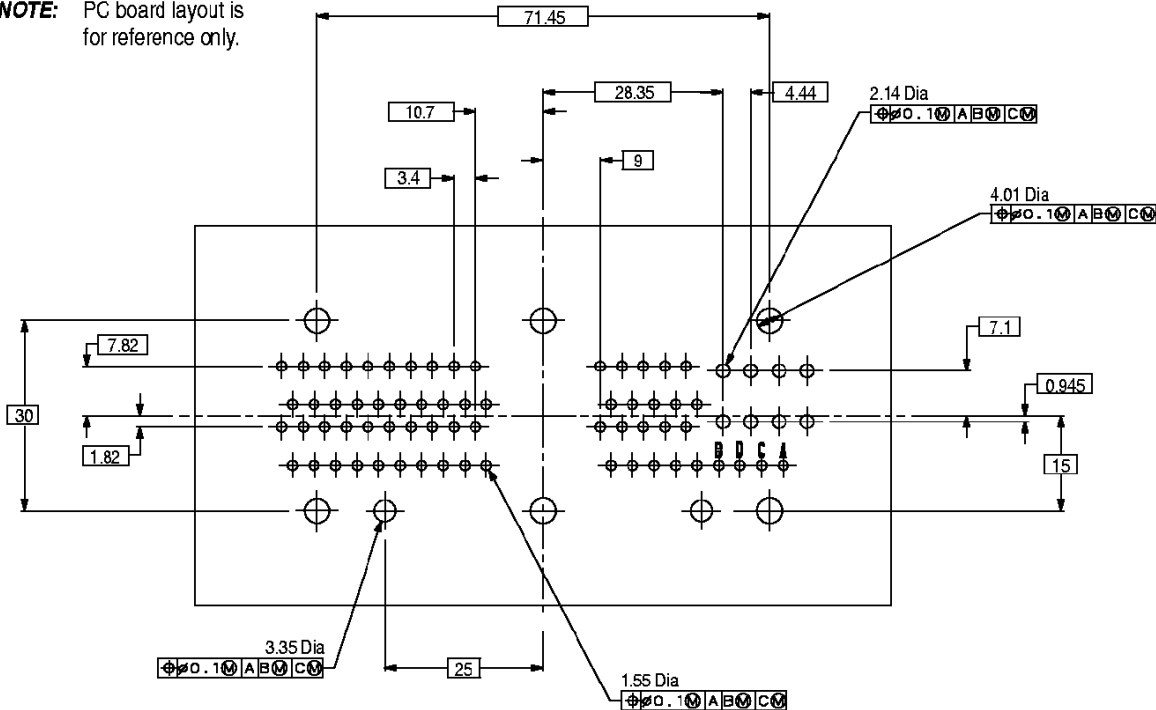 NOTE: PC board layout is
for reference only.
71.45
28.35
4.44
2.14 Dia
⌖⌀0.1Ⓜ|A|BⓂ|CⓂ
10.7
9
3.4
4.01 Dia
⌖⌀0.1Ⓜ|A|BⓂ|CⓂ
7.1
7.82
0.945
30
1.82
B D C A
15
3.35 Dia
⌖⌀0.1Ⓜ|A|BⓂ|CⓂ
25
1.55 Dia
⌖⌀0.1Ⓜ|A|BⓂ|CⓂ